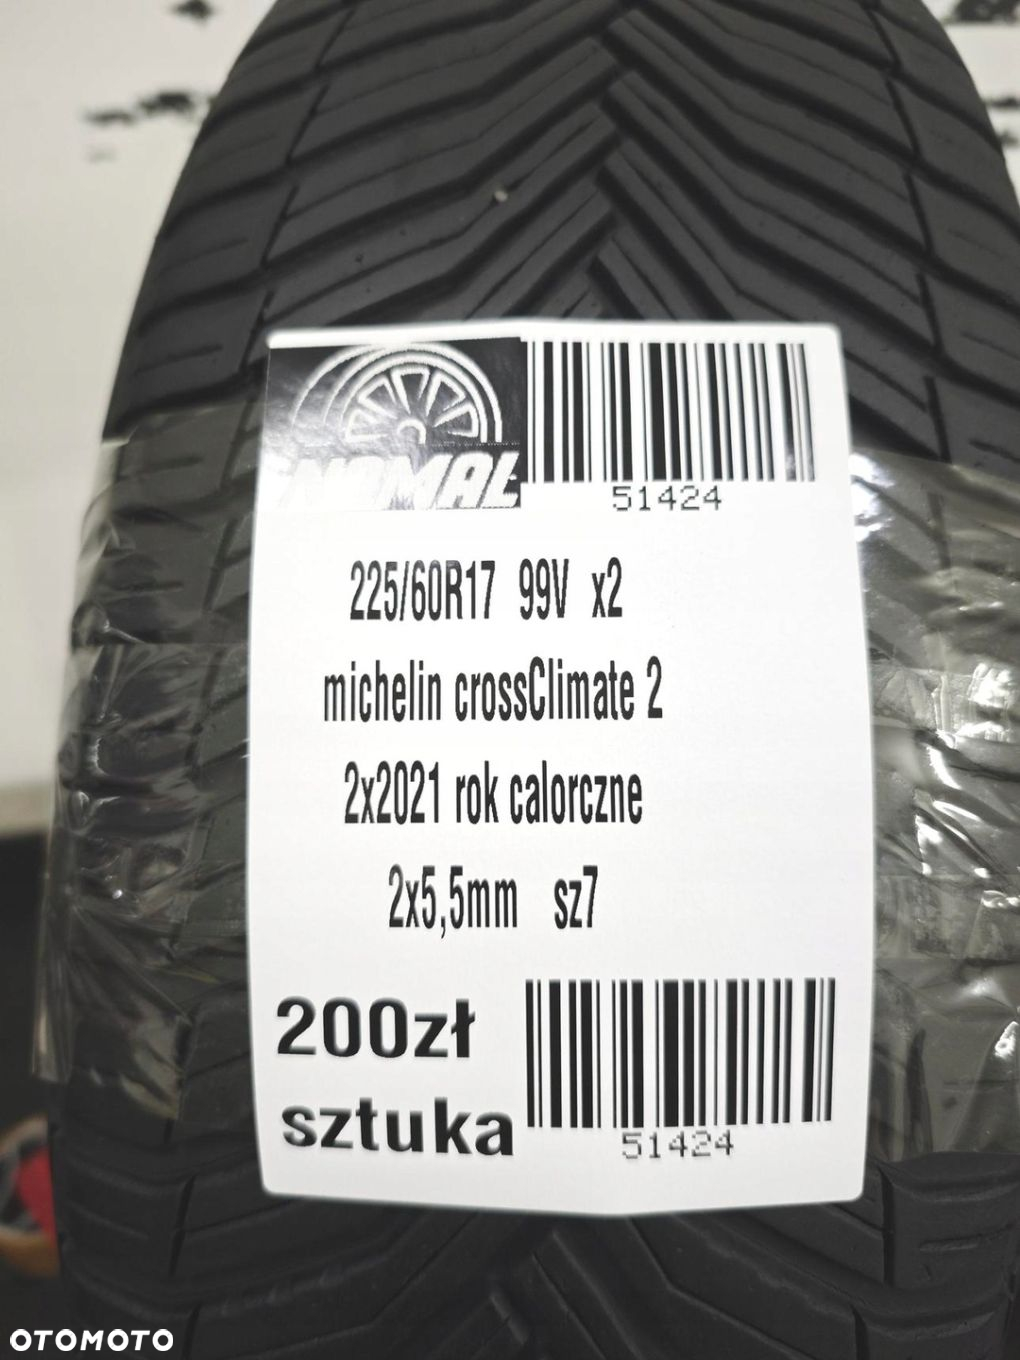 51424
225/60R17 99V x2
michelin crossClimate 2
2x2021 rok calorczne
2x5,5mm sz7
200zł
sztuka
51424
OTOMOTO